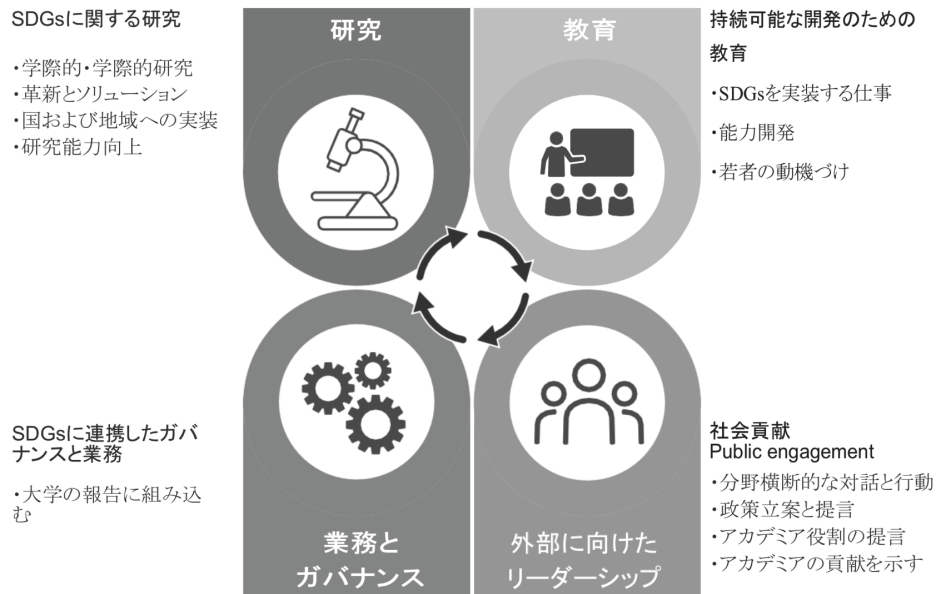 SDGsに関する研究
・学際的・学際的研究
・革新とソリューション
・国および地域への実装
・研究能力向上
研究
教育
持続可能な開発のための
教育
・SDGsを実装する仕事
・能力開発
・若者の動機づけ
SDGsに連携したガバ
ナンスと業務
・大学の報告に組み込
む
業務と
ガバナンス
外部に向けた
リーダーシップ
社会貢献
Public engagement
・分野横断的な対話と行動
・政策立案と提言
・アカデミア役割の提言
・アカデミアの貢献を示す